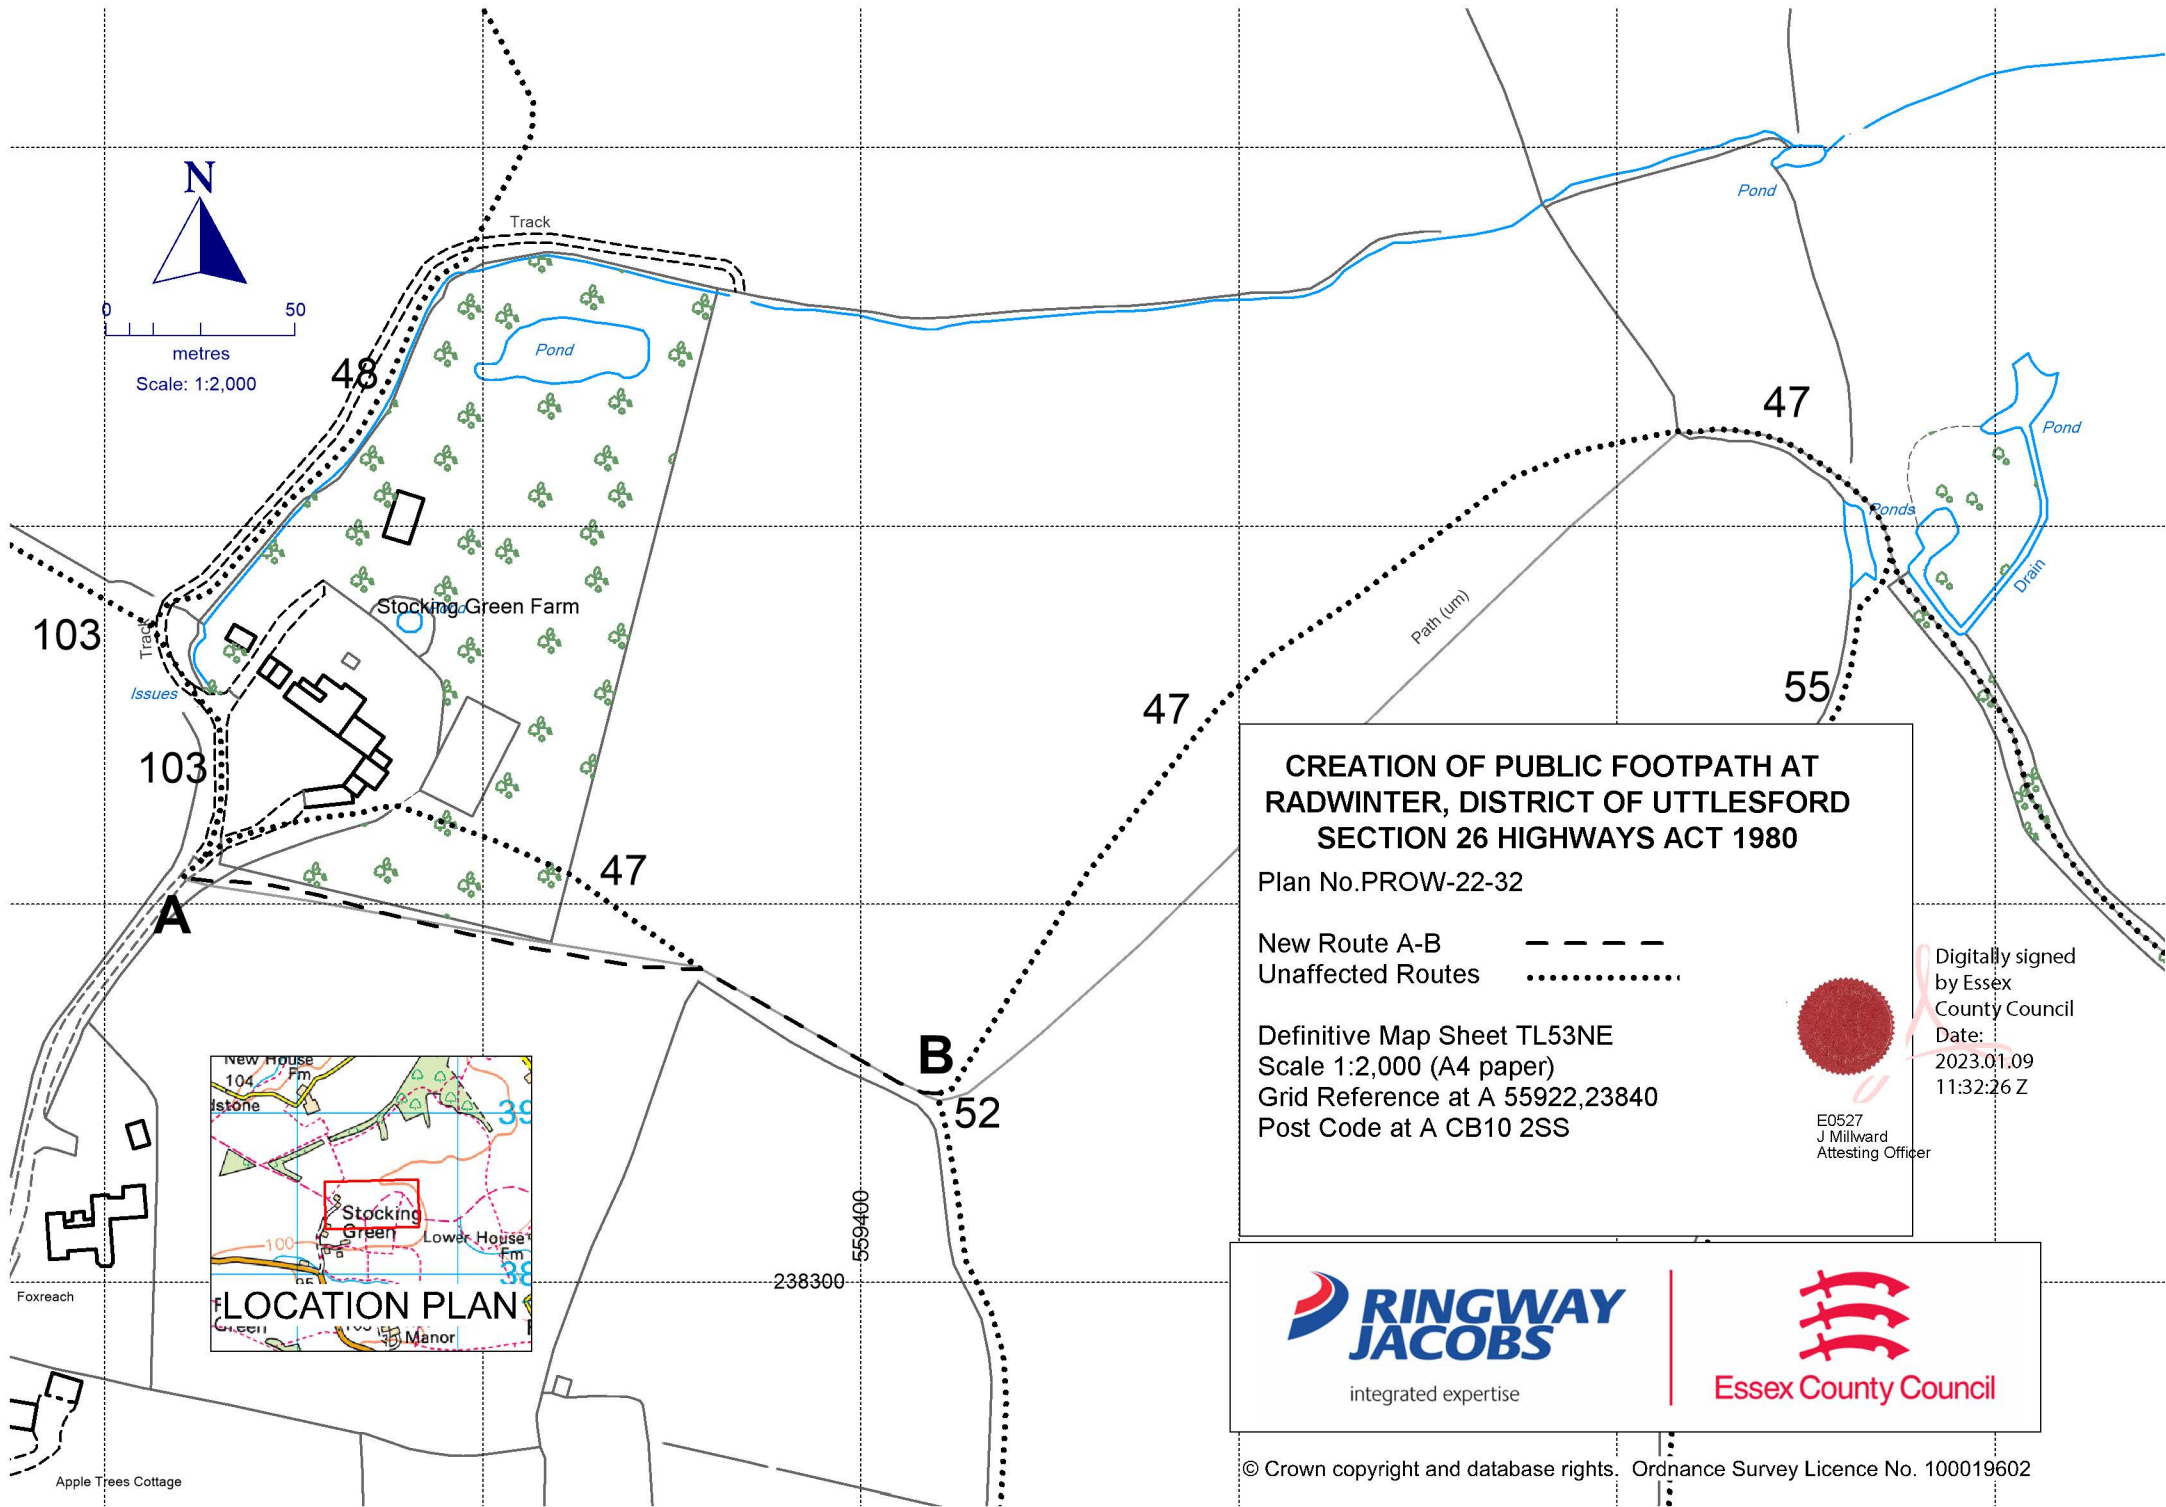 N
0 50
metres
Scale: 1:2,000
Track
Pond
48
Pond
47
Pond
Ponds
Drain
Stocking Green Farm
Pond
103
Track
Issues
103
Path (um)
47
55
47
A
B
52
CREATION OF PUBLIC FOOTPATH AT
RADWINTER, DISTRICT OF UTTLESFORD
SECTION 26 HIGHWAYS ACT 1980
Plan No.PROW-22-32
New Route A-B
Unaffected Routes
Definitive Map Sheet TL53NE
Scale 1:2,000 (A4 paper)
Grid Reference at A 55922,23840
Post Code at A CB10 2SS
Digitally signed
by Essex
County Council
Date:
2023.01.09
11:32:26 Z
E0527
J Millward
Attesting Officer
New House
Fm
104
dstone
39
Stocking
Green
100
Lower House
Fm
38
95
LOCATION PLAN
Green
Manor
559400
238300
Foxreach
Apple Trees Cottage
RINGWAY
JACOBS
integrated expertise
Essex County Council
© Crown copyright and database rights. Ordnance Survey Licence No. 100019602